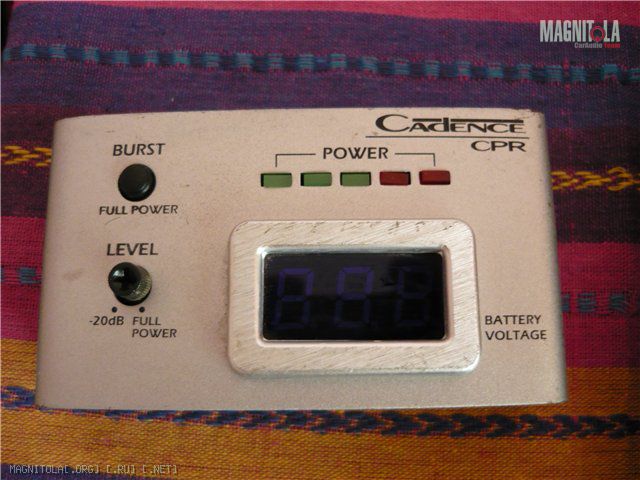 MAGNITOLA
CarAudio Team
CADENCE
CPR
BURST
POWER
FULL POWER
LEVEL
-20dB FULL
POWER
BATTERY
VOLTAGE
MAGNITOLA[.ORG] [.RU] [.NET]